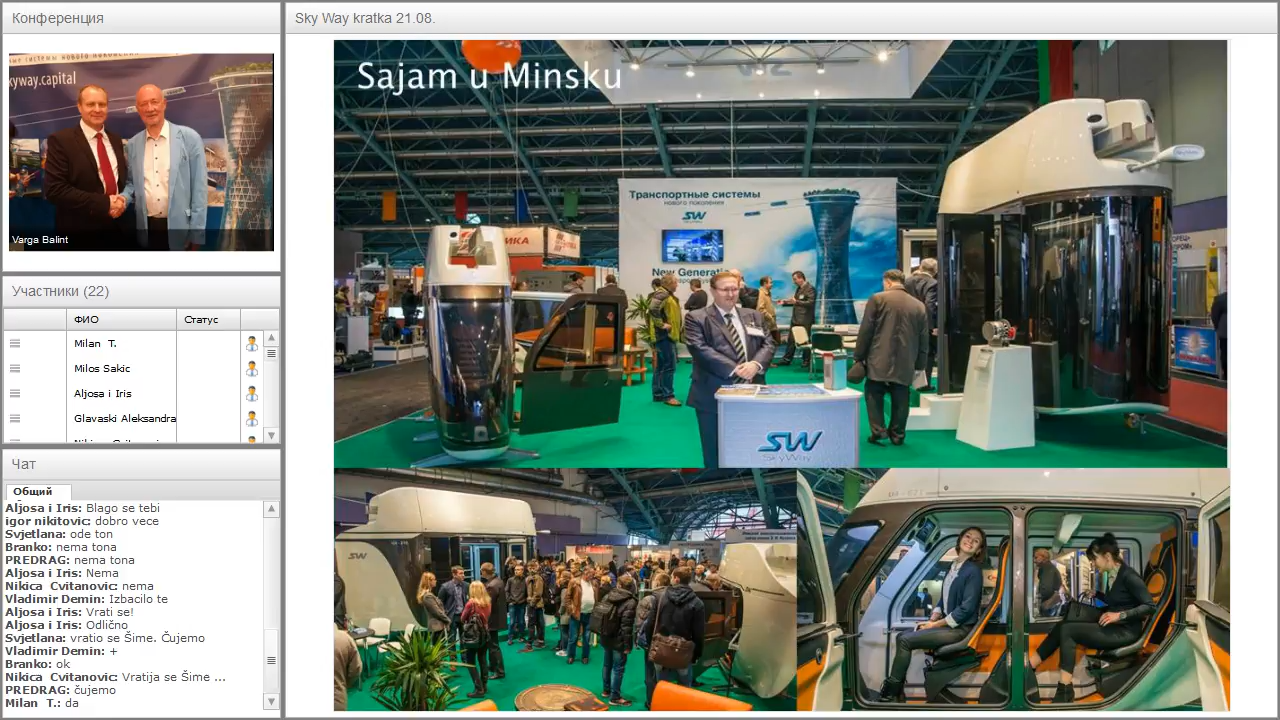 Конференция
skyway.capital
Varga Balint
Участники (22)
ФИО
Статус
Milan T.
Milos Sakic
Aljosa i Iris
Glavaski Aleksandra
Чат
Общий
Aljosa i Iris: Blago se tebi
igor nikitovic: dobro vece
Svjetlana: ode ton
Branko: nema tona
PREDRAG: nema tona
Aljosa i Iris: Nema
Nikica Cvitanovic: nema
Vladimir Demin: Izbacilo te
Aljosa i Iris: Vrati se!
Aljosa i Iris: Odlično
Svjetlana: vratio se Šime. Čujemo
Vladimir Demin: +
Branko: ok
Nikica Cvitanovic: Vratija se Šime ...
PREDRAG: čujemo
Milan T.: da
Sky Way kratka 21.08.
Sajam u Minsku
Транспортные системы
нового поколения
SW
New Generatio
SW
SkyWay
SW